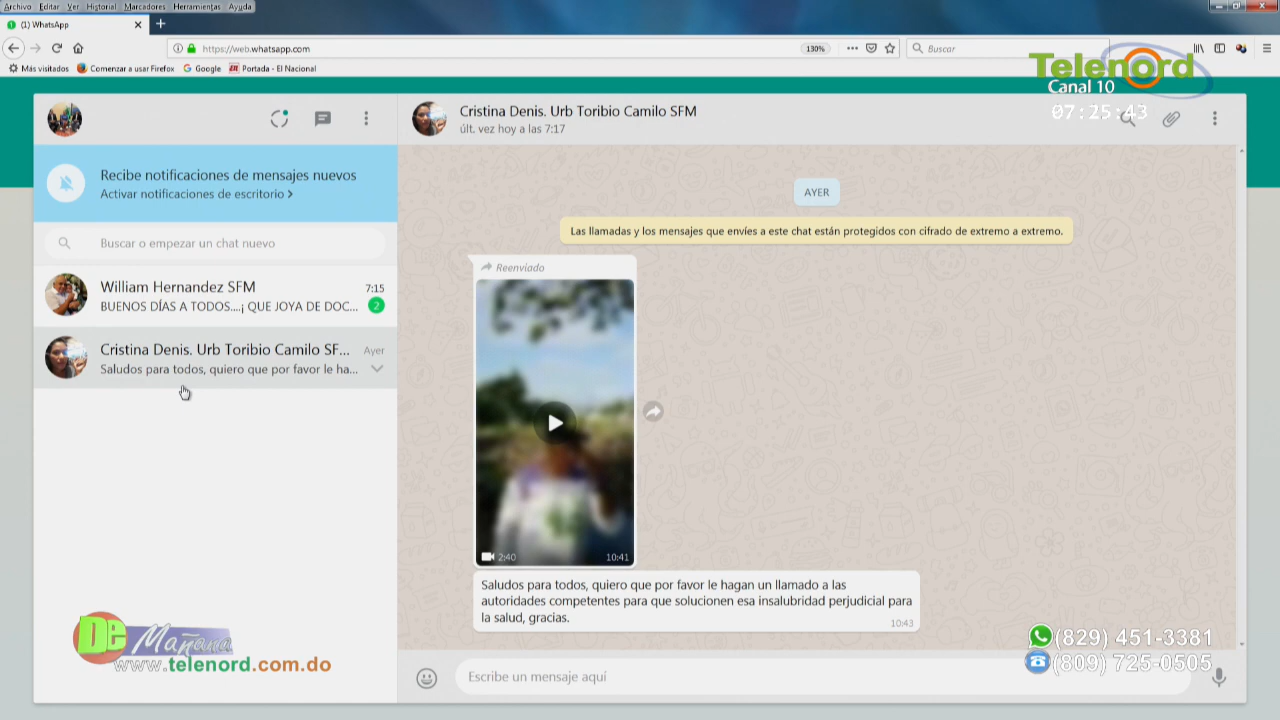 Archivo Editar Ver Historial Marcadores Herramientas Ayuda
(1) WhatsApp
https://web.whatsapp.com
130%
Buscar
Más visitados Comenzar a usar Firefox Google Portada - El Nacional
Telenord
Canal 10
07:25:43
Cristina Denis. Urb Toribio Camilo SFM
últ. vez hoy a las 7:17
Recibe notificaciones de mensajes nuevos
Activar notificaciones de escritorio >
Buscar o empezar un chat nuevo
William Hernandez SFM 7:15
BUENOS DÍAS A TODOS....¡ QUE JOYA DE DOC... 2
Cristina Denis. Urb Toribio Camilo SF... Ayer
Saludos para todos, quiero que por favor le ha...
AYER
Las llamadas y los mensajes que envíes a este chat están protegidos con cifrado de extremo a extremo.
Reenviado
2:40 10:41
Saludos para todos, quiero que por favor le hagan un llamado a las
autoridades competentes para que solucionen esa insalubridad perjudicial para
la salud, gracias.
10:43
Escribe un mensaje aquí
De Mañana
www.telenord.com.do
(829) 451-3381
(809) 725-0505